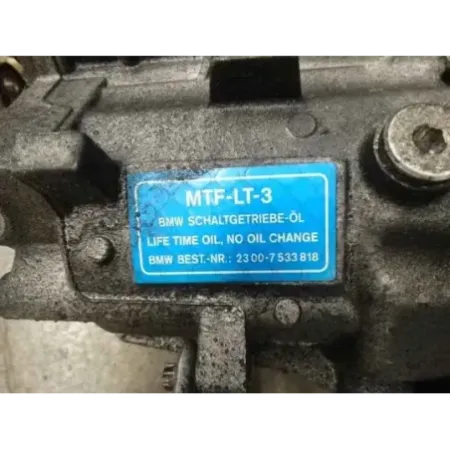 MTF-LT-3
BMW SCHALTGETRIEBE-ÖL
LIFE TIME OIL, NO OIL CHANGE
BMW BEST.-NR.: 23 00-7 533 818